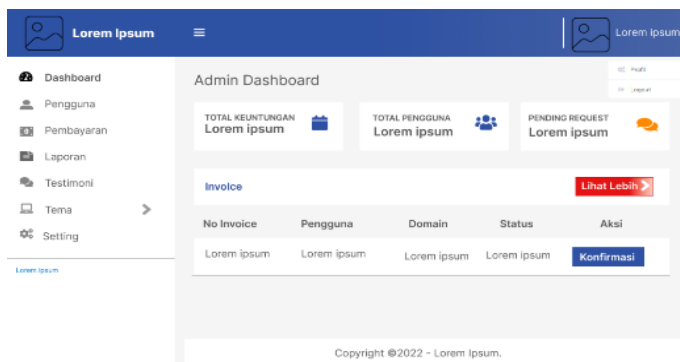 Lorem Ipsum
Lorem ipsum
Dashboard
Pengguna
Pembayaran
Laporan
Testimoni
Tema
Setting
Lorem ipsum
Profil
Logout
Admin Dashboard
TOTAL KEUNTUNGAN
Lorem ipsum
TOTAL PENGGUNA
Lorem ipsum
PENDING REQUEST
Lorem ipsum
Invoice
Lihat Lebih
No Invoice Pengguna Domain Status Aksi
Lorem ipsum Lorem ipsum Lorem ipsum Lorem ipsum Konfirmasi
Copyright ©2022 - Lorem Ipsum.